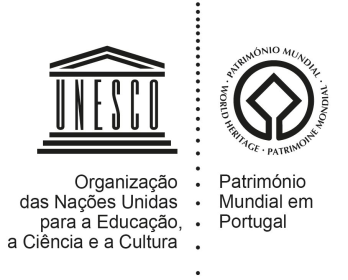 UNESCO
Organização
das Nações Unidas
para a Educação,
a Ciência e a Cultura
PATRIMÓNIO MUNDIAL · WORLD HERITAGE · PATRIMOINE MONDIAL ·
Património
Mundial em
Portugal